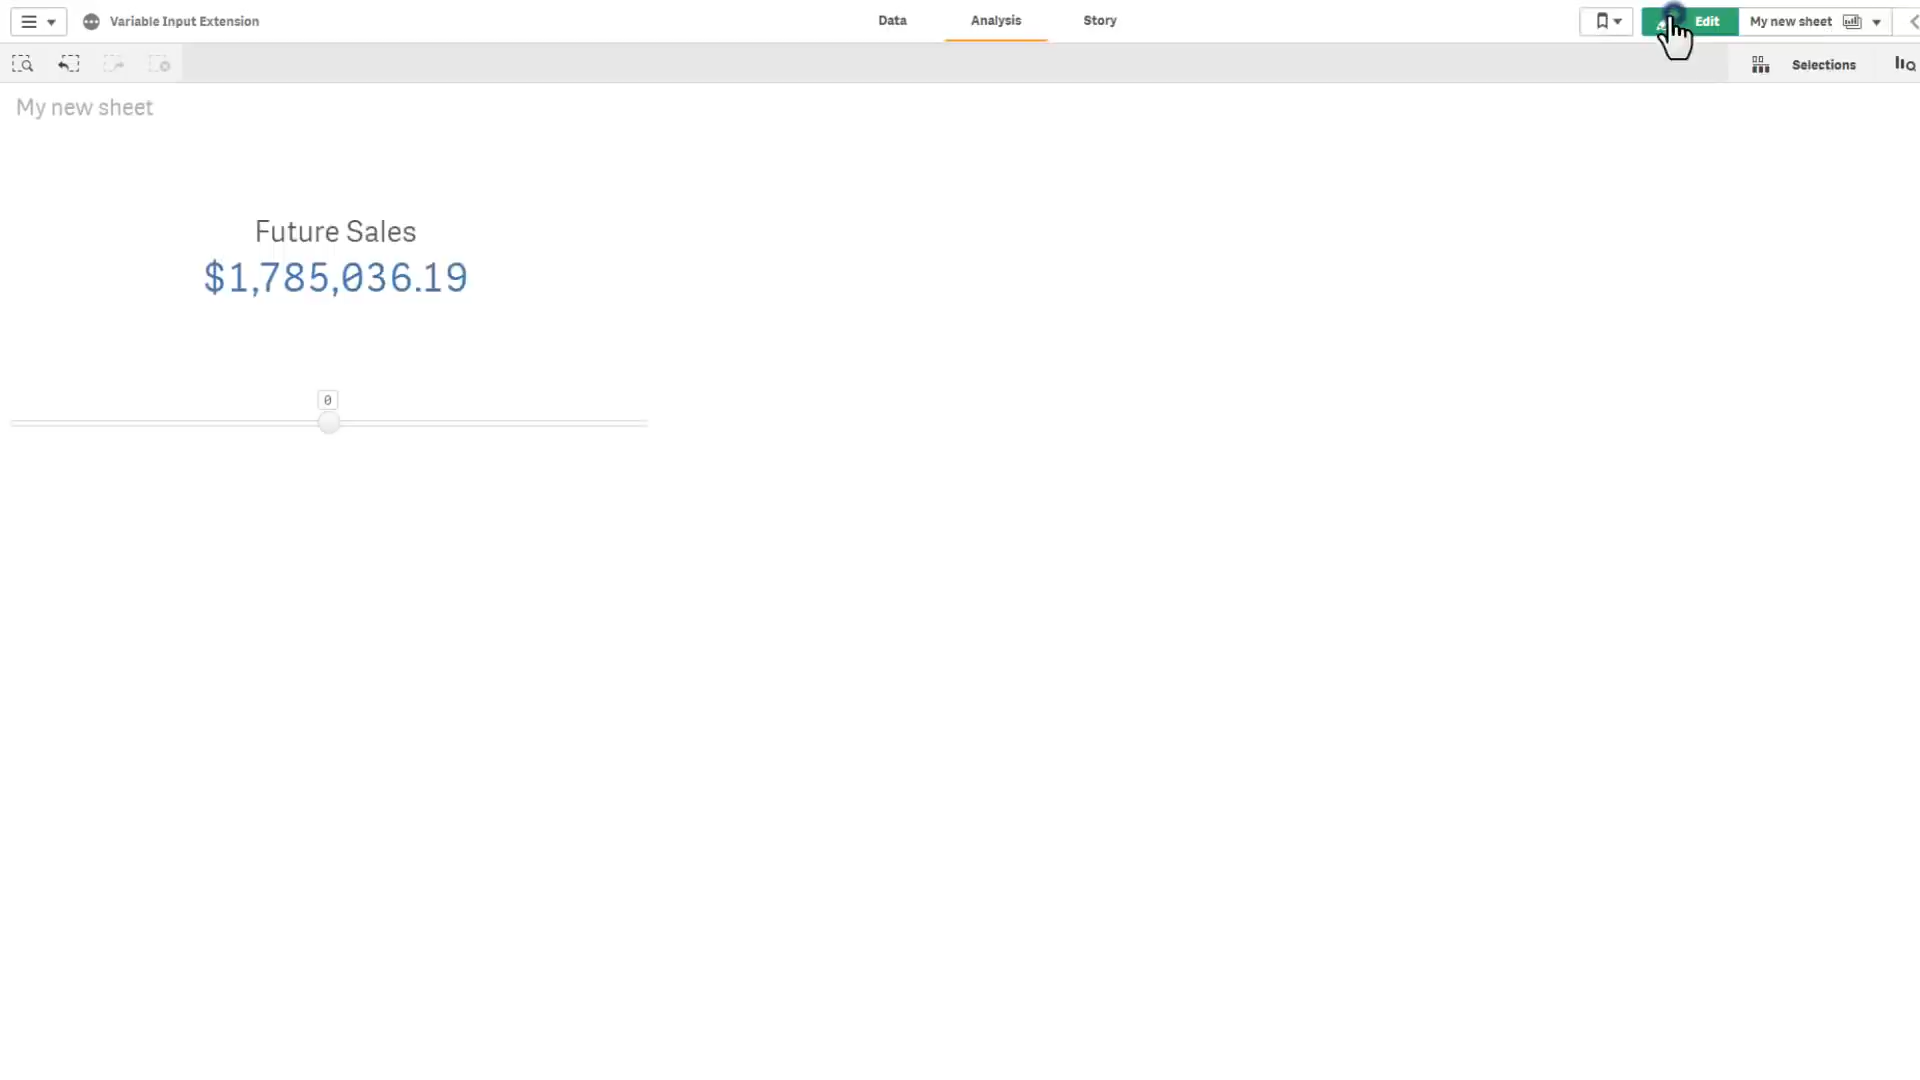 Variable Input Extension
Data
Analysis
Story
Edit
My new sheet
Selections
My new sheet
Future Sales
$1,785,036.19
0